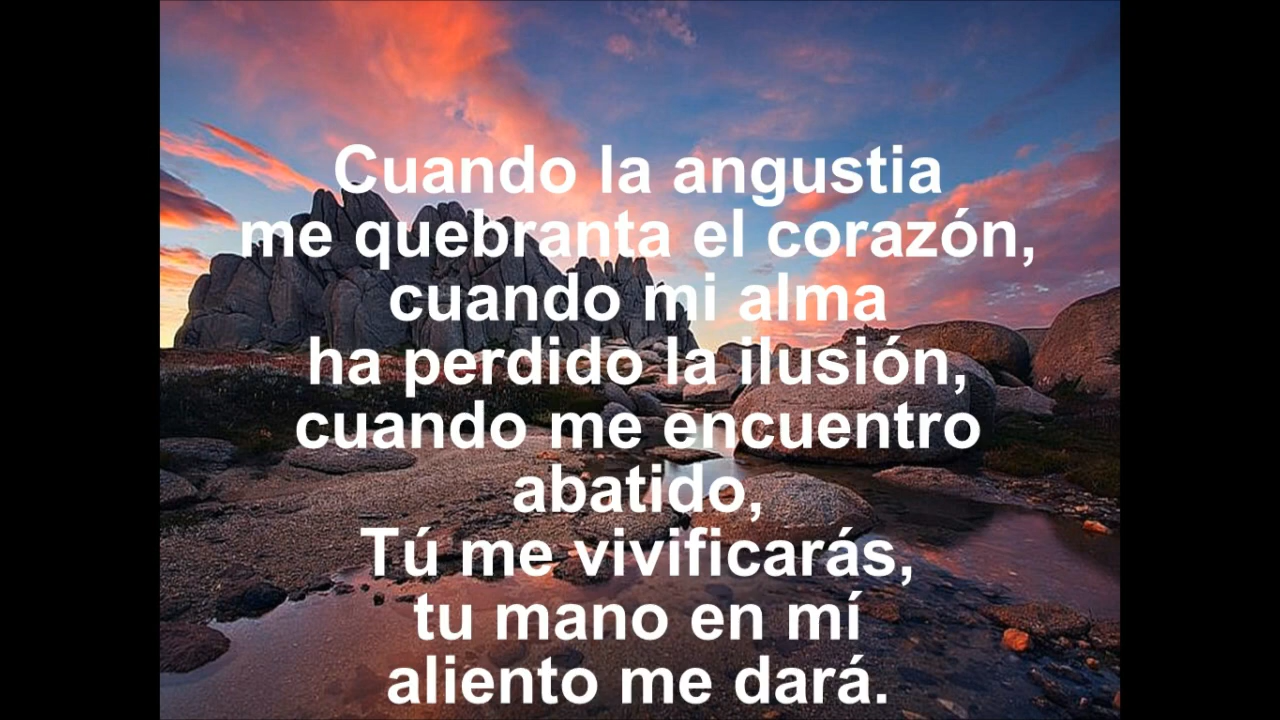 Cuando la angustia
me quebranta el corazón,
cuando mi alma
ha perdido la ilusión,
cuando me encuentro
abatido,
Tú me vivificarás,
tu mano en mí
aliento me dará.